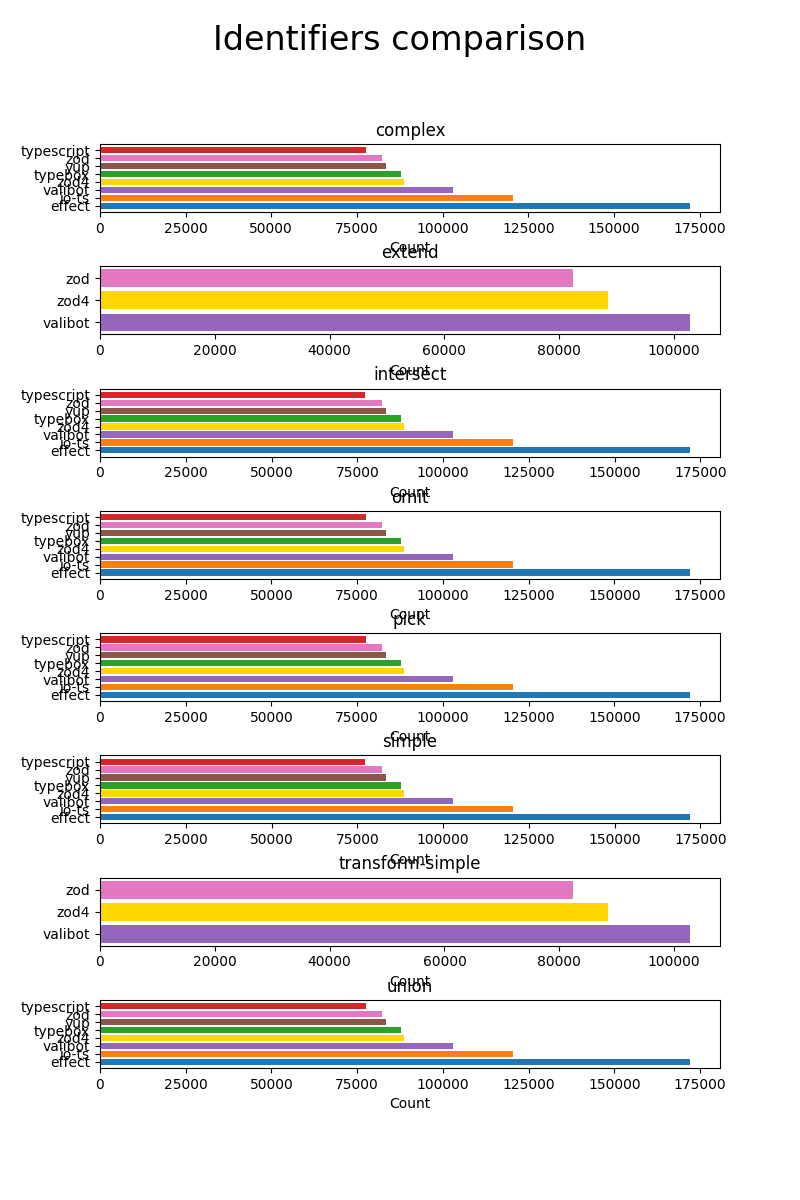 Identifiers comparison
complex
typescript
zod
yup
typebox
zod4
valibot
io-ts
effect
0 25000 50000 75000 100000 125000 150000 175000
Count
extend
zod
zod4
valibot
0 20000 40000 60000 80000 100000
Count
intersect
typescript
zod
yup
typebox
zod4
valibot
io-ts
effect
0 25000 50000 75000 100000 125000 150000 175000
Count
omit
typescript
zod
yup
typebox
zod4
valibot
io-ts
effect
0 25000 50000 75000 100000 125000 150000 175000
Count
pick
typescript
zod
yup
typebox
zod4
valibot
io-ts
effect
0 25000 50000 75000 100000 125000 150000 175000
Count
simple
typescript
zod
yup
typebox
zod4
valibot
io-ts
effect
0 25000 50000 75000 100000 125000 150000 175000
Count
transform-simple
zod
zod4
valibot
0 20000 40000 60000 80000 100000
Count
union
typescript
zod
yup
typebox
zod4
valibot
io-ts
effect
0 25000 50000 75000 100000 125000 150000 175000
Count